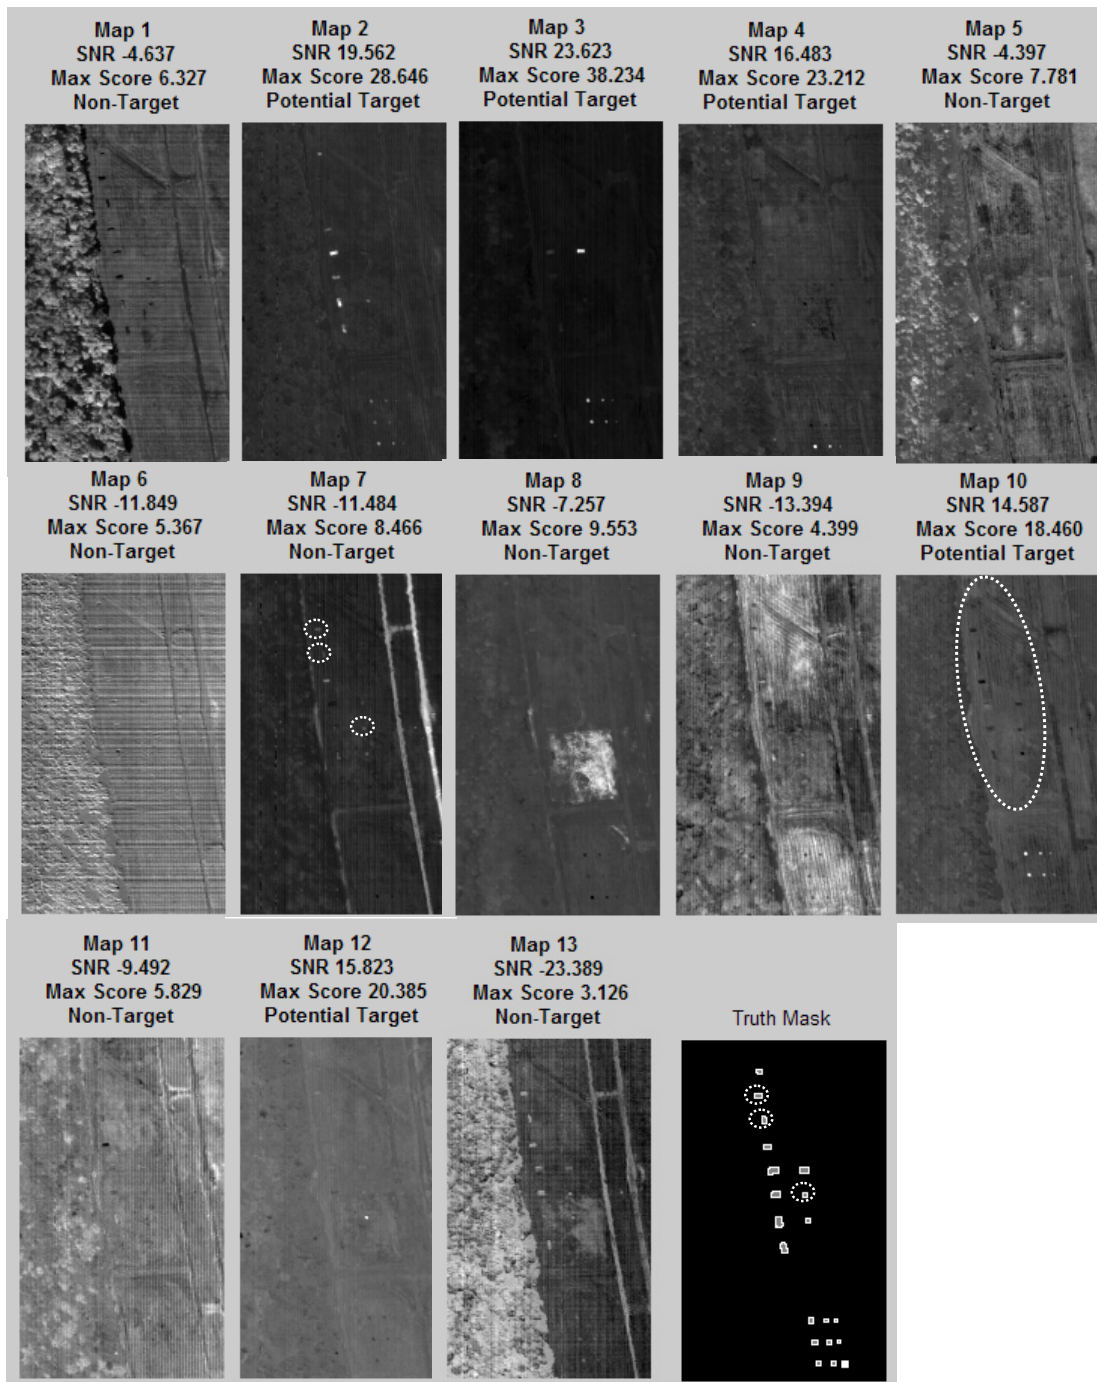 Map 1
SNR -4.637
Max Score 6.327
Non-Target
Map 2
SNR 19.562
Max Score 28.646
Potential Target
Map 3
SNR 23.623
Max Score 38.234
Potential Target
Map 4
SNR 16.483
Max Score 23.212
Potential Target
Map 5
SNR -4.397
Max Score 7.781
Non-Target
Map 6
SNR -11.849
Max Score 5.367
Non-Target
Map 7
SNR -11.484
Max Score 8.466
Non-Target
Map 8
SNR -7.257
Max Score 9.553
Non-Target
Map 9
SNR -13.394
Max Score 4.399
Non-Target
Map 10
SNR 14.587
Max Score 18.460
Potential Target
Map 11
SNR -9.492
Max Score 5.829
Non-Target
Map 12
SNR 15.823
Max Score 20.385
Potential Target
Map 13
SNR -23.389
Max Score 3.126
Non-Target
Truth Mask